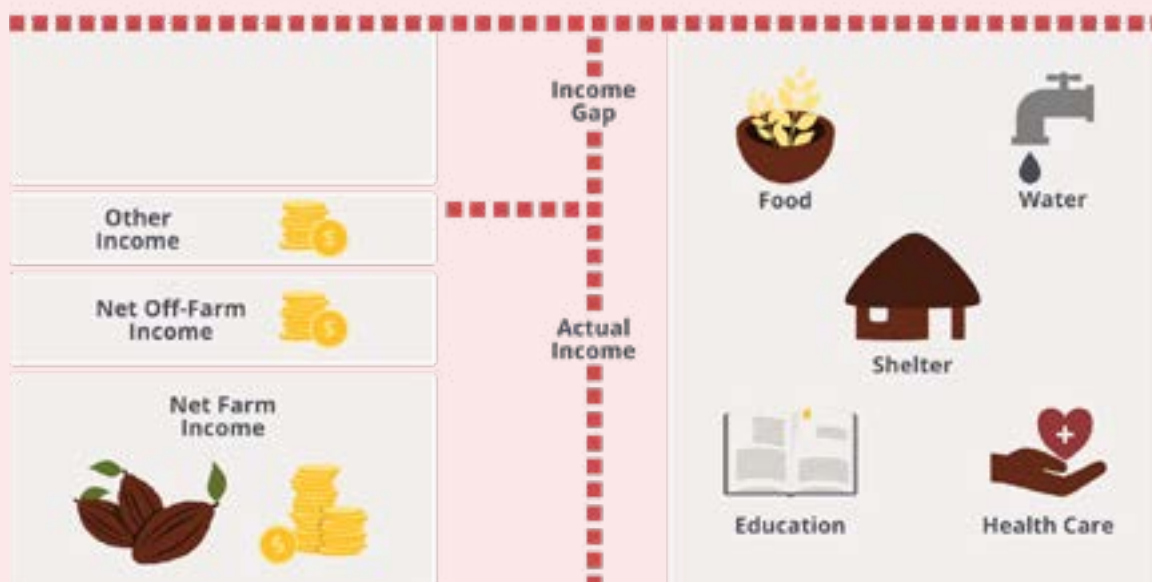 Income
Gap
Other
Income
Net Off-Farm
Income
Net Farm
Income
Actual
Income
Food
Water
Shelter
Education
Health Care